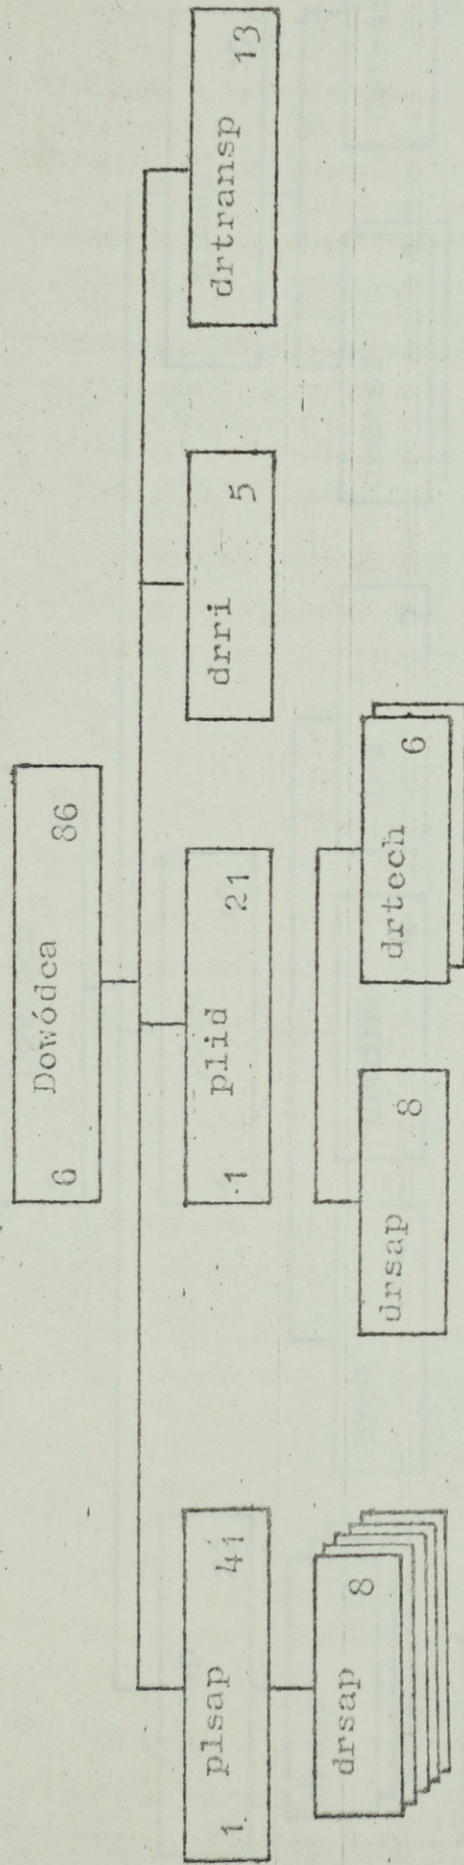 6 Dowódca 86
1 plsap 41
1 plid 21
drri 5
drtransp 13
drsap 8
drsap 8
drtech 6